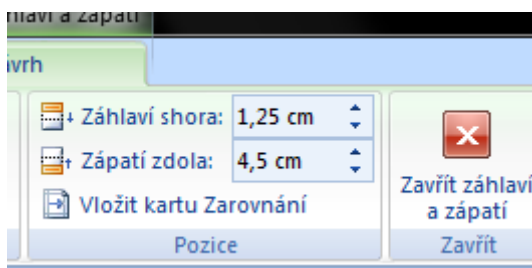 hlaví a zápatí
ávrh
Záhlaví shora: 1,25 cm
Zápatí zdola: 4,5 cm
Vložit kartu Zarovnání
Pozice
Zavřít záhlaví
a zápatí
Zavřít